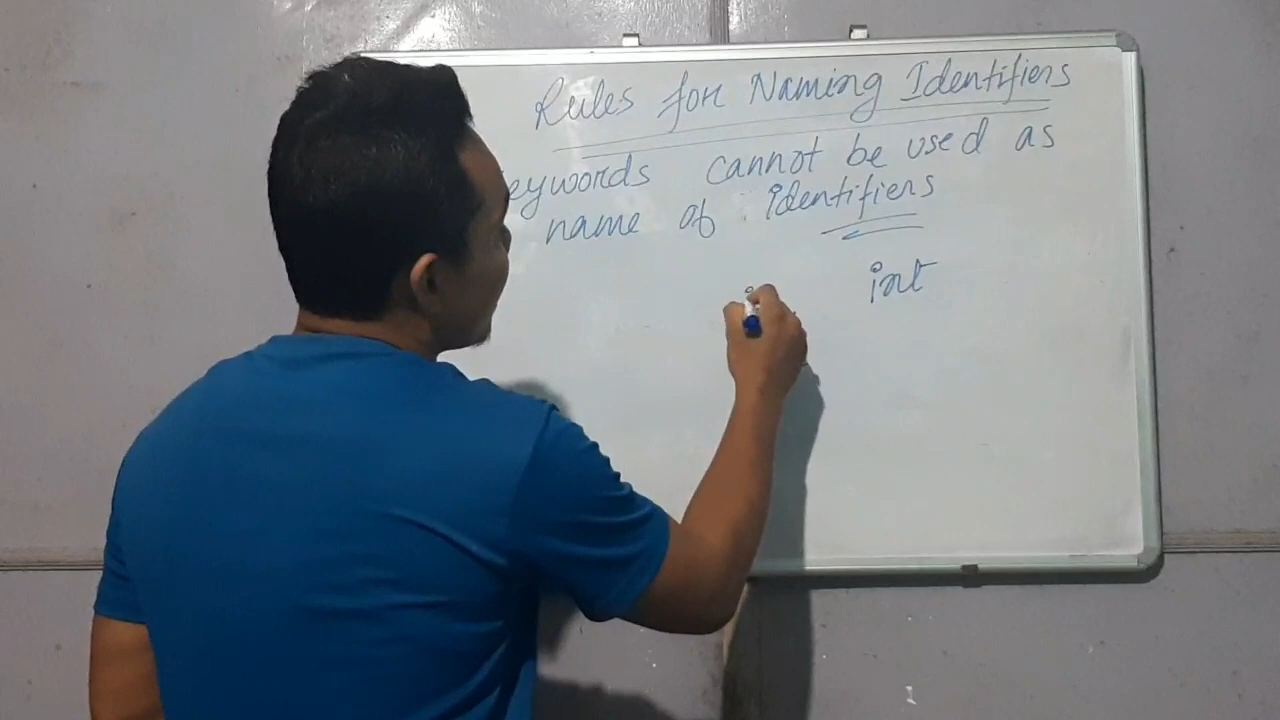 Rules for Naming Identifiers
eywords cannot be used as
name of identifiers
int